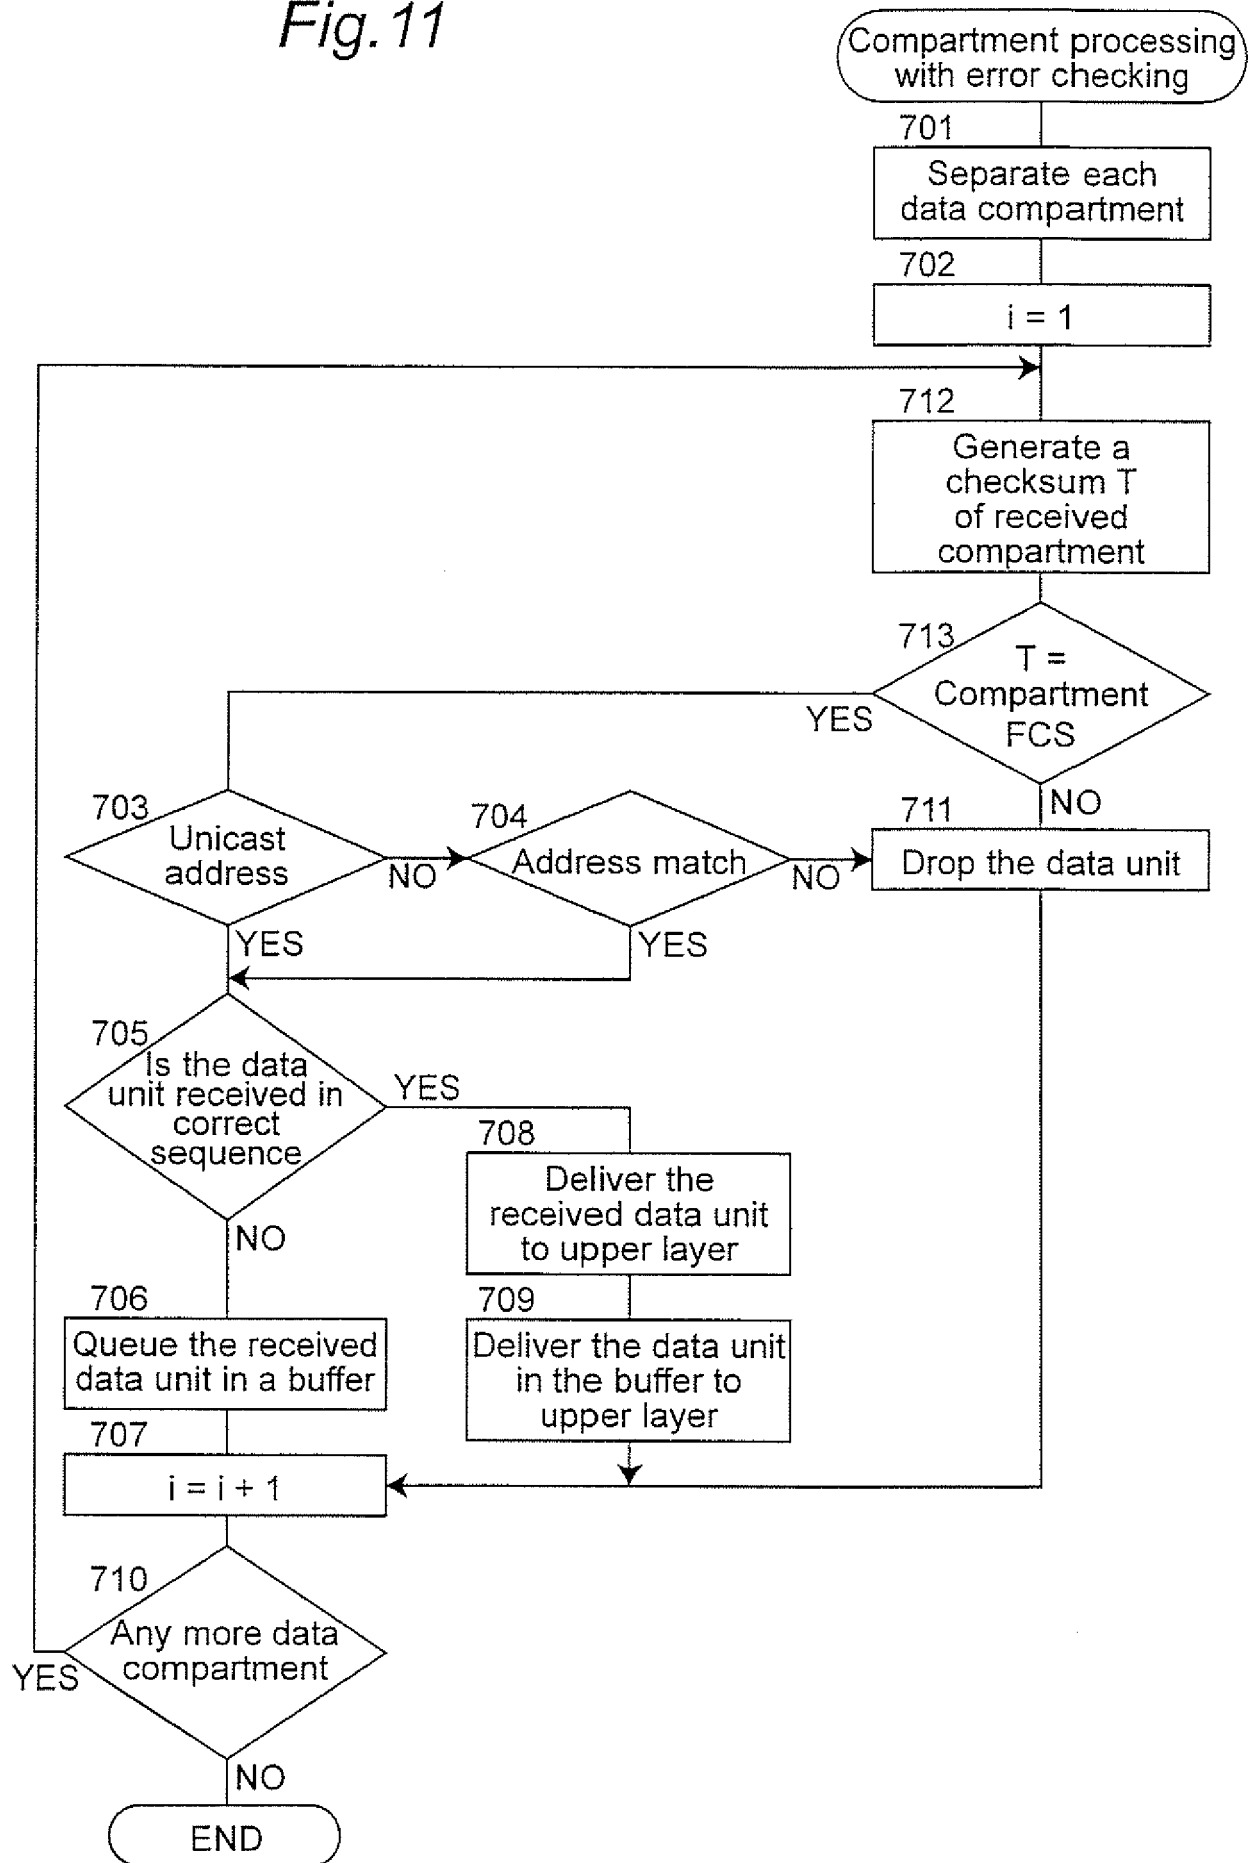 Fig.11
Compartment processing
with error checking
701
Separate each
data compartment
702
i = 1
712
Generate a
checksum T
of received
compartment
713
T =
Compartment
FCS
YES
NO
703
Unicast
address
NO
YES
704
Address match
NO
YES
711
Drop the data unit
705
Is the data
unit received in
correct
sequence
YES
NO
708
Deliver the
received data unit
to upper layer
706
Queue the received
data unit in a buffer
709
Deliver the data unit
in the buffer to
upper layer
707
i = i + 1
710
Any more data
compartment
YES
NO
END